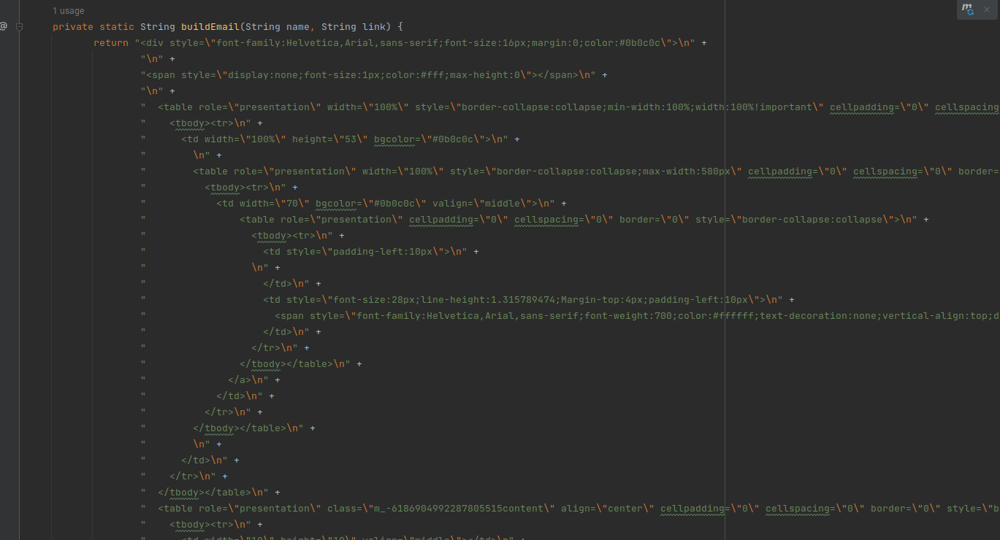 1 usage
@ private static String buildEmail(String name, String link) {
return "<div style=\"font-family:Helvetica,Arial,sans-serif;font-size:16px;margin:0;color:#0b0c0c\">\n" +
"\n" +
"<span style=\"display:none;font-size:1px;color:#fff;max-height:0\"></span>\n" +
"\n" +
"  <table role=\"presentation\" width=\"100%\" style=\"border-collapse:collapse;min-width:100%;width:100%!important\" cellpadding=\"0\" cellspacing
"    <tbody><tr>\n" +
"      <td width=\"100%\" height=\"53\" bgcolor=\"#0b0c0c\">\n" +
"        \n" +
"        <table role=\"presentation\" width=\"100%\" style=\"border-collapse:collapse;max-width:580px\" cellpadding=\"0\" cellspacing=\"0\" border=
"          <tbody><tr>\n" +
"            <td width=\"70\" bgcolor=\"#0b0c0c\" valign=\"middle\">\n" +
"                <table role=\"presentation\" cellpadding=\"0\" cellspacing=\"0\" border=\"0\" style=\"border-collapse:collapse\">\n" +
"                  <tbody><tr>\n" +
"                    <td style=\"padding-left:10px\">\n" +
"                  \n" +
"                    </td>\n" +
"                    <td style=\"font-size:28px;line-height:1.315789474;Margin-top:4px;padding-left:10px\">\n" +
"                      <span style=\"font-family:Helvetica,Arial,sans-serif;font-weight:700;color:#ffffff;text-decoration:none;vertical-align:top;d
"                    </td>\n" +
"                  </tr>\n" +
"                </tbody></table>\n" +
"              </a>\n" +
"            </td>\n" +
"          </tr>\n" +
"        </tbody></table>\n" +
"        \n" +
"      </td>\n" +
"    </tr>\n" +
"  </tbody></table>\n" +
"  <table role=\"presentation\" class=\"m_-6186904992287805515content\" align=\"center\" cellpadding=\"0\" cellspacing=\"0\" border=\"0\" style=\"b
"    <tbody><tr>\n" +
"      <td width=\"10\" height=\"10\" valign=\"middle\"></td>\n" +